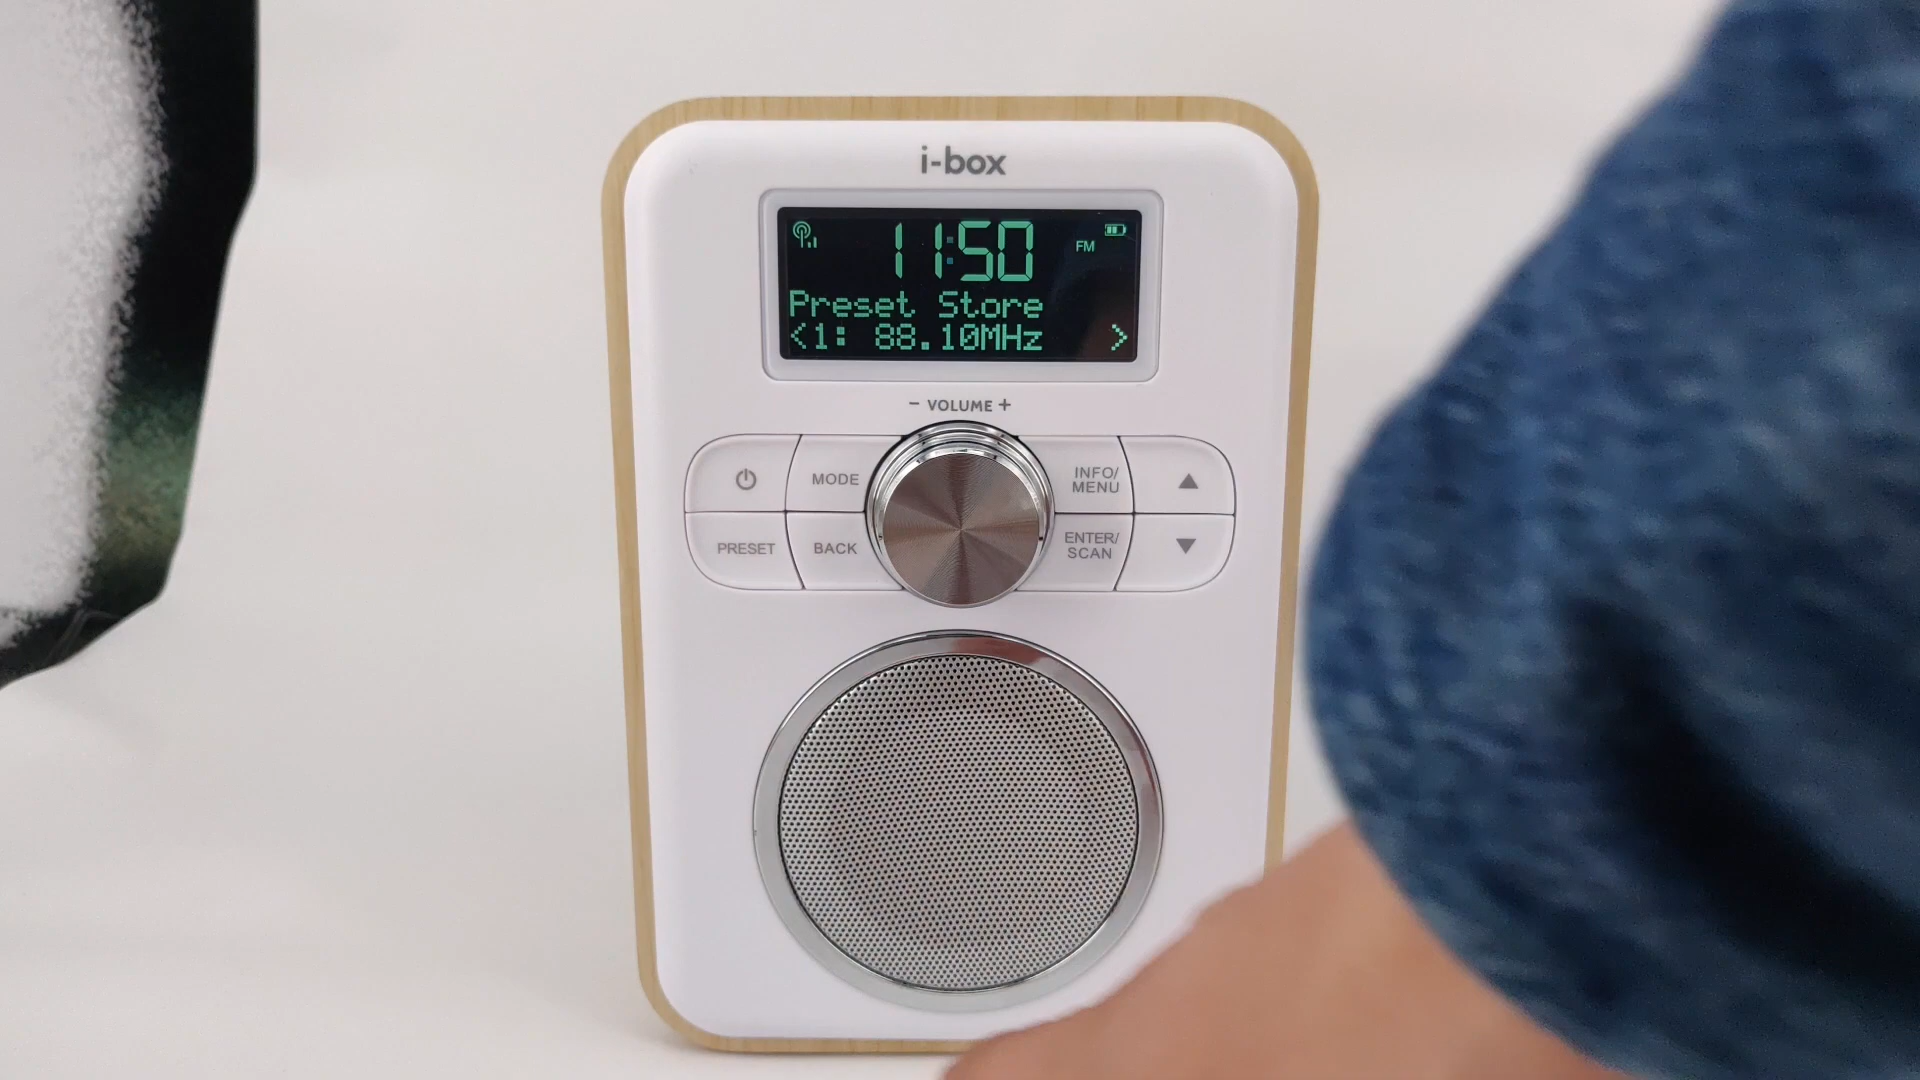 i-box
11:50
FM
Preset Store
<1: 88.10MHz >
- VOLUME +
MODE
INFO/
MENU
PRESET
BACK
ENTER/
SCAN